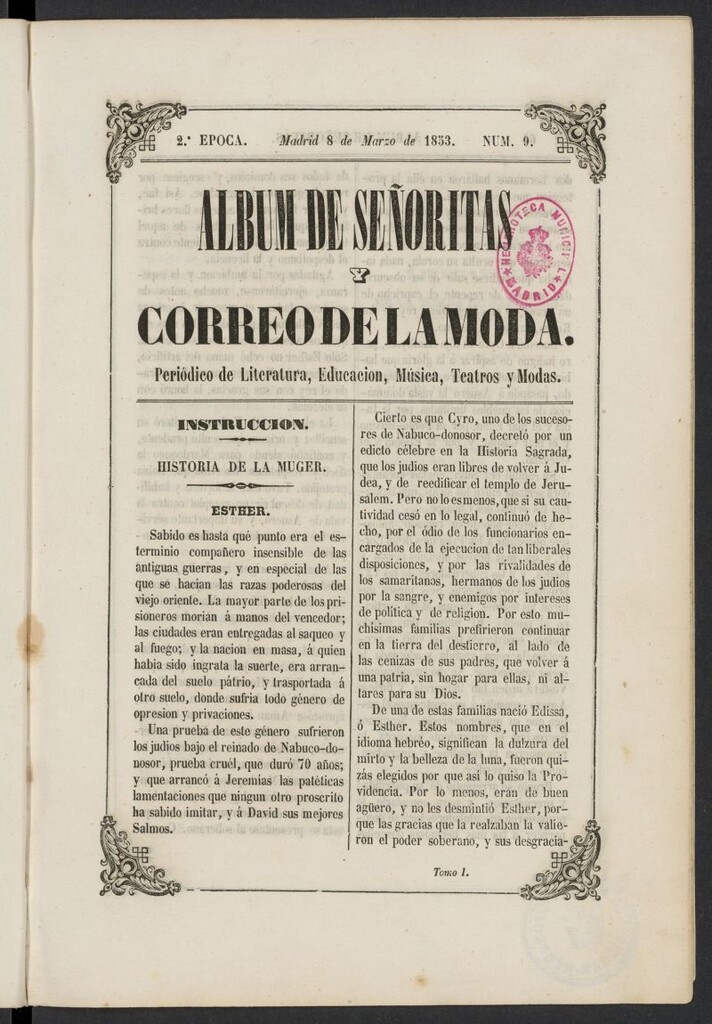 2.ª EPOCA. Madrid 8 de Marzo de 1853. NUM. 9.
ALBUM DE SEÑORITAS
Y
CORREO DE LA MODA.
Periódico de Literatura, Educacion, Música, Teatros y Modas.
HEMEROTECA MUNICIPAL
MADRID
INSTRUCCION.
HISTORIA DE LA MUGER.
ESTHER.
Sabido es hasta qué punto era el es-
terminio compañero insensible de las
antiguas guerras, y en especial de las
que se hacian las razas poderosas del
viejo oriente. La mayor parte de los pri-
sioneros morian á manos del vencedor;
las ciudades eran entregadas al saqueo y
al fuego; y la nacion en masa, á quien
habia sido ingrata la suerte, era arran-
cada del suelo pátrio, y trasportada á
otro suelo, donde sufria todo género de
opresion y privaciones.
Una prueba de este género sufrieron
los judios bajo el reinado de Nabuco-do-
nosor, prueba cruél, que duró 70 años;
y que arrancó á Jeremías las patéticas
lamentaciones que ningun otro proscrito
ha sabido imitar, y á David sus mejores
Salmos.
Cierto es que Cyro, uno de los suceso-
res de Nabuco-donosor, decretó por un
edicto célebre en la Historia Sagrada,
que los judios eran libres de volver á Ju-
dea, y de reedificar el templo de Jeru-
salem. Pero no lo es menos, que si su cau-
tividad cesó en lo legal, continuó de he-
cho, por el ódio de los funcionarios en-
cargados de la ejecucion de tan liberales
disposiciones, y por las rivalidades de
los samaritanos, hermanos de los judios
por la sangre, y enemigos por intereses
de política y de religion. Por esto mu-
chisimas familias prefirieron continuar
en la tierra del destierro, al lado de
las cenizas de sus padres, que volver á
una patria, sin hogar para ellas, ni al-
tares para su Dios.
De una de estas familias nació Edissa,
ó Esther. Estos nombres, que en el
idioma hebréo, significan la dulzura del
mirto y la belleza de la luna, fueron qui-
zás elegidos por que asi lo quiso la Pro-
videncia. Por lo menos, eran de buen
agüero, y no les desmintió Esther, por-
que las gracias que la realzaban la valie-
ron el poder soberano, y sus desgracia-
Tomo I.